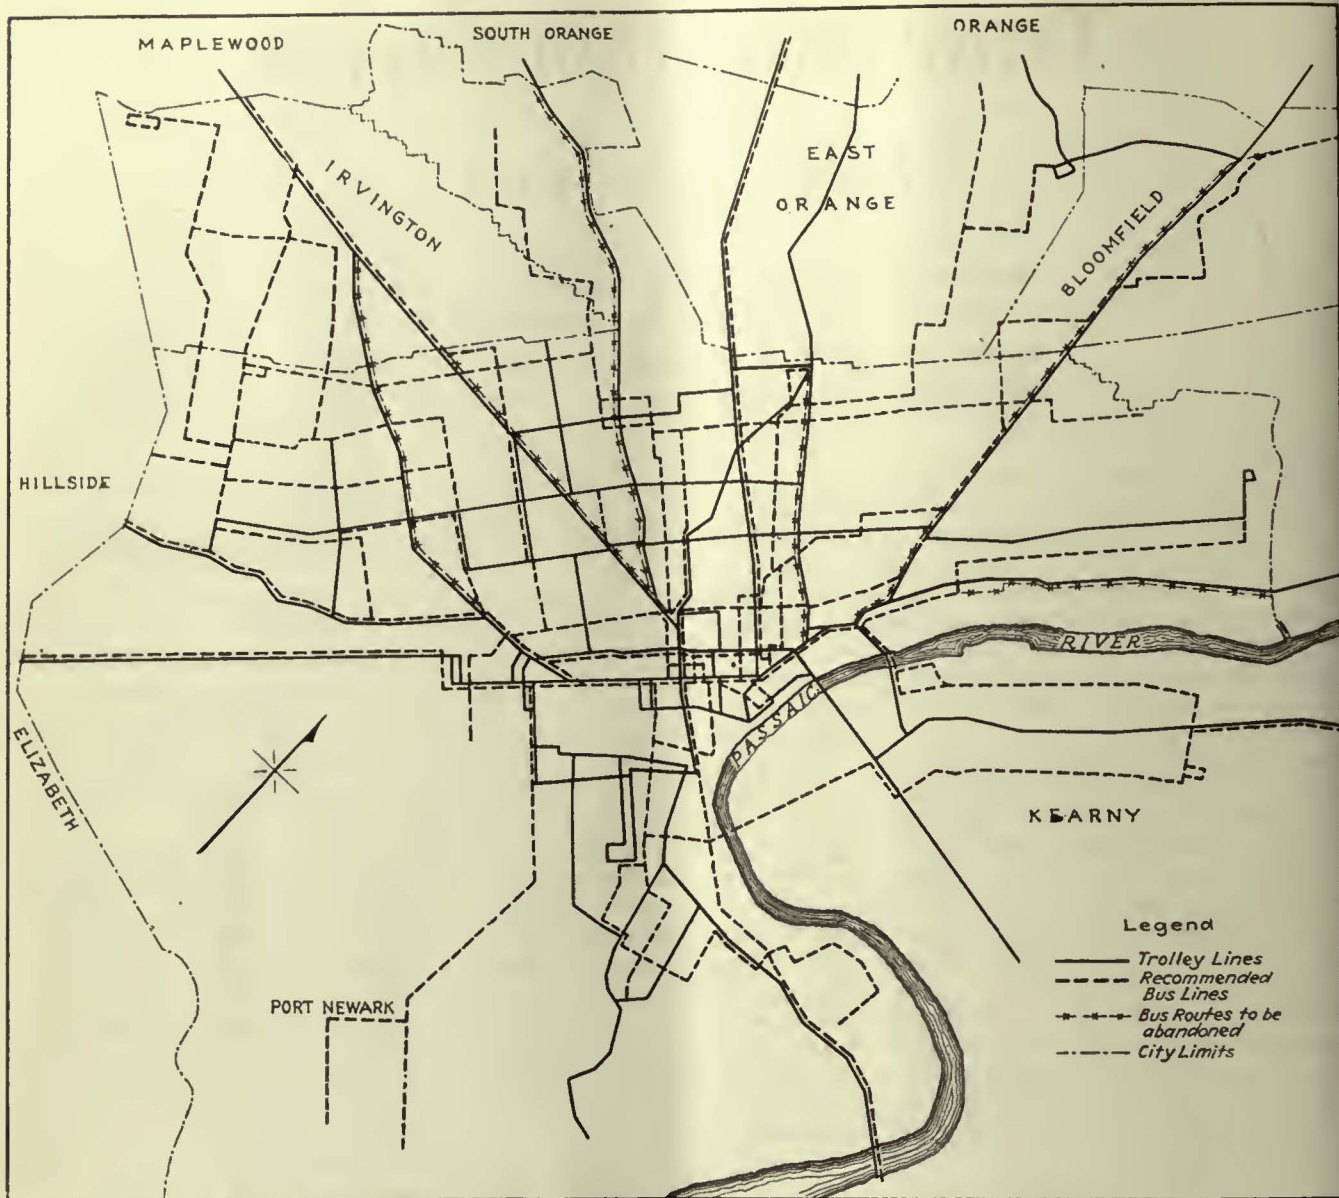 MAPLEWOOD
SOUTH ORANGE
ORANGE
IRVINGTON
EAST
ORANGE
BLOOMFIELD
HILLSIDE
RIVER
PASSAIC
ELIZABETH
KEARNY
PORT NEWARK
Legend
Trolley Lines
Recommended
Bus Lines
Bus Routes to be
abandoned
City Limits